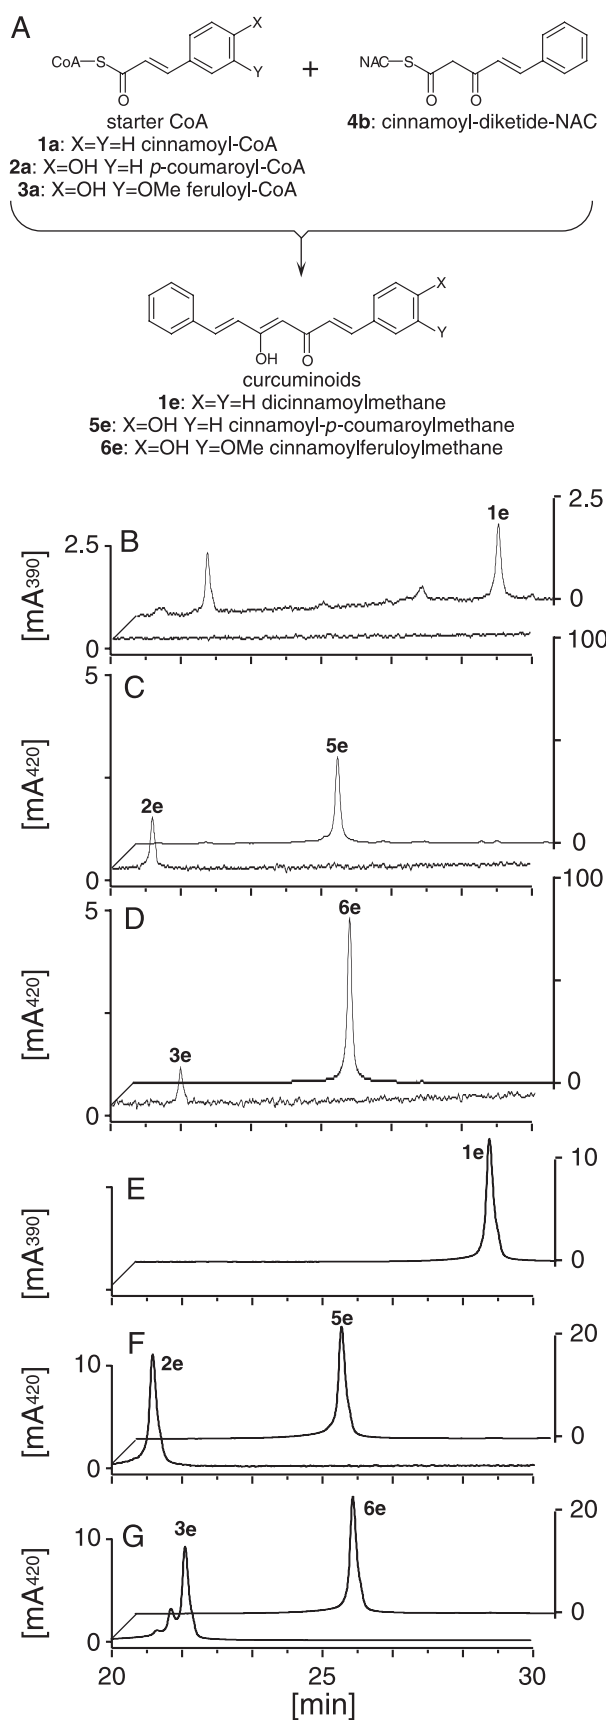 A
CoA S O X Y
+
NAC S O O
starter CoA
4b: cinnamoyl-diketide-NAC
1a: X=Y=H cinnamoyl-CoA
2a: X=OH Y=H p-coumaroyl-CoA
3a: X=OH Y=OMe feruloyl-CoA
OH O X Y
curcuminoids
1e: X=Y=H dicinnamoylmethane
5e: X=OH Y=H cinnamoyl-p-coumaroylmethane
6e: X=OH Y=OMe cinnamoylferuloylmethane
B
[mA390]
2.5
0
1e
2.5
0
C
[mA420]
5
0
2e
5e
100
0
D
[mA420]
5
0
3e
6e
100
0
E
[mA390]
1e
10
0
F
[mA420]
10
0
2e
5e
20
0
G
[mA420]
10
0
3e
6e
20
0
20 25 30
[min]